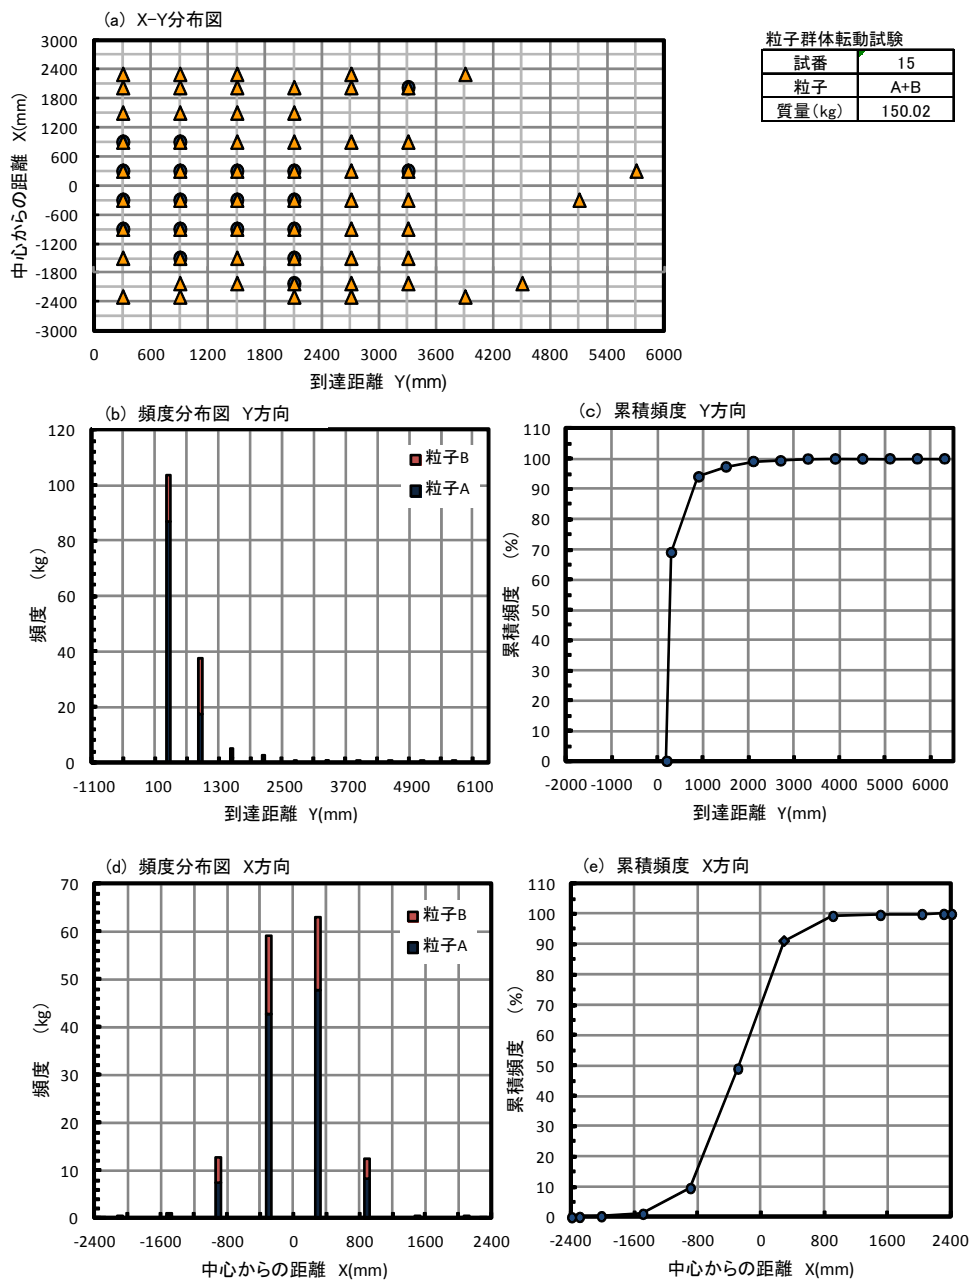 (a) X-Y分布図
粒子群体転動試験
試番 15
粒子 A+B
質量(kg) 150.02
中心からの距離 X(mm)
3000
2400
1800
1200
600
0
-600
-1200
-1800
-2400
-3000
0 600 1200 1800 2400 3000 3600 4200 4800 5400 6000
到達距離 Y(mm)
(b) 頻度分布図 Y方向
頻度 (kg)
120
100
80
60
40
20
0
粒子B
粒子A
-1100 100 1300 2500 3700 4900 6100
到達距離 Y(mm)
(c) 累積頻度 Y方向
累積頻度 (%)
110
100
90
80
70
60
50
40
30
20
10
0
-2000 -1000 0 1000 2000 3000 4000 5000 6000
到達距離 Y(mm)
(d) 頻度分布図 X方向
頻度 (kg)
70
60
50
40
30
20
10
0
粒子B
粒子A
-2400 -1600 -800 0 800 1600 2400
中心からの距離 X(mm)
(e) 累積頻度 X方向
累積頻度 (%)
110
100
90
80
70
60
50
40
30
20
10
0
-2400 -1600 -800 0 800 1600 2400
中心からの距離 X(mm)